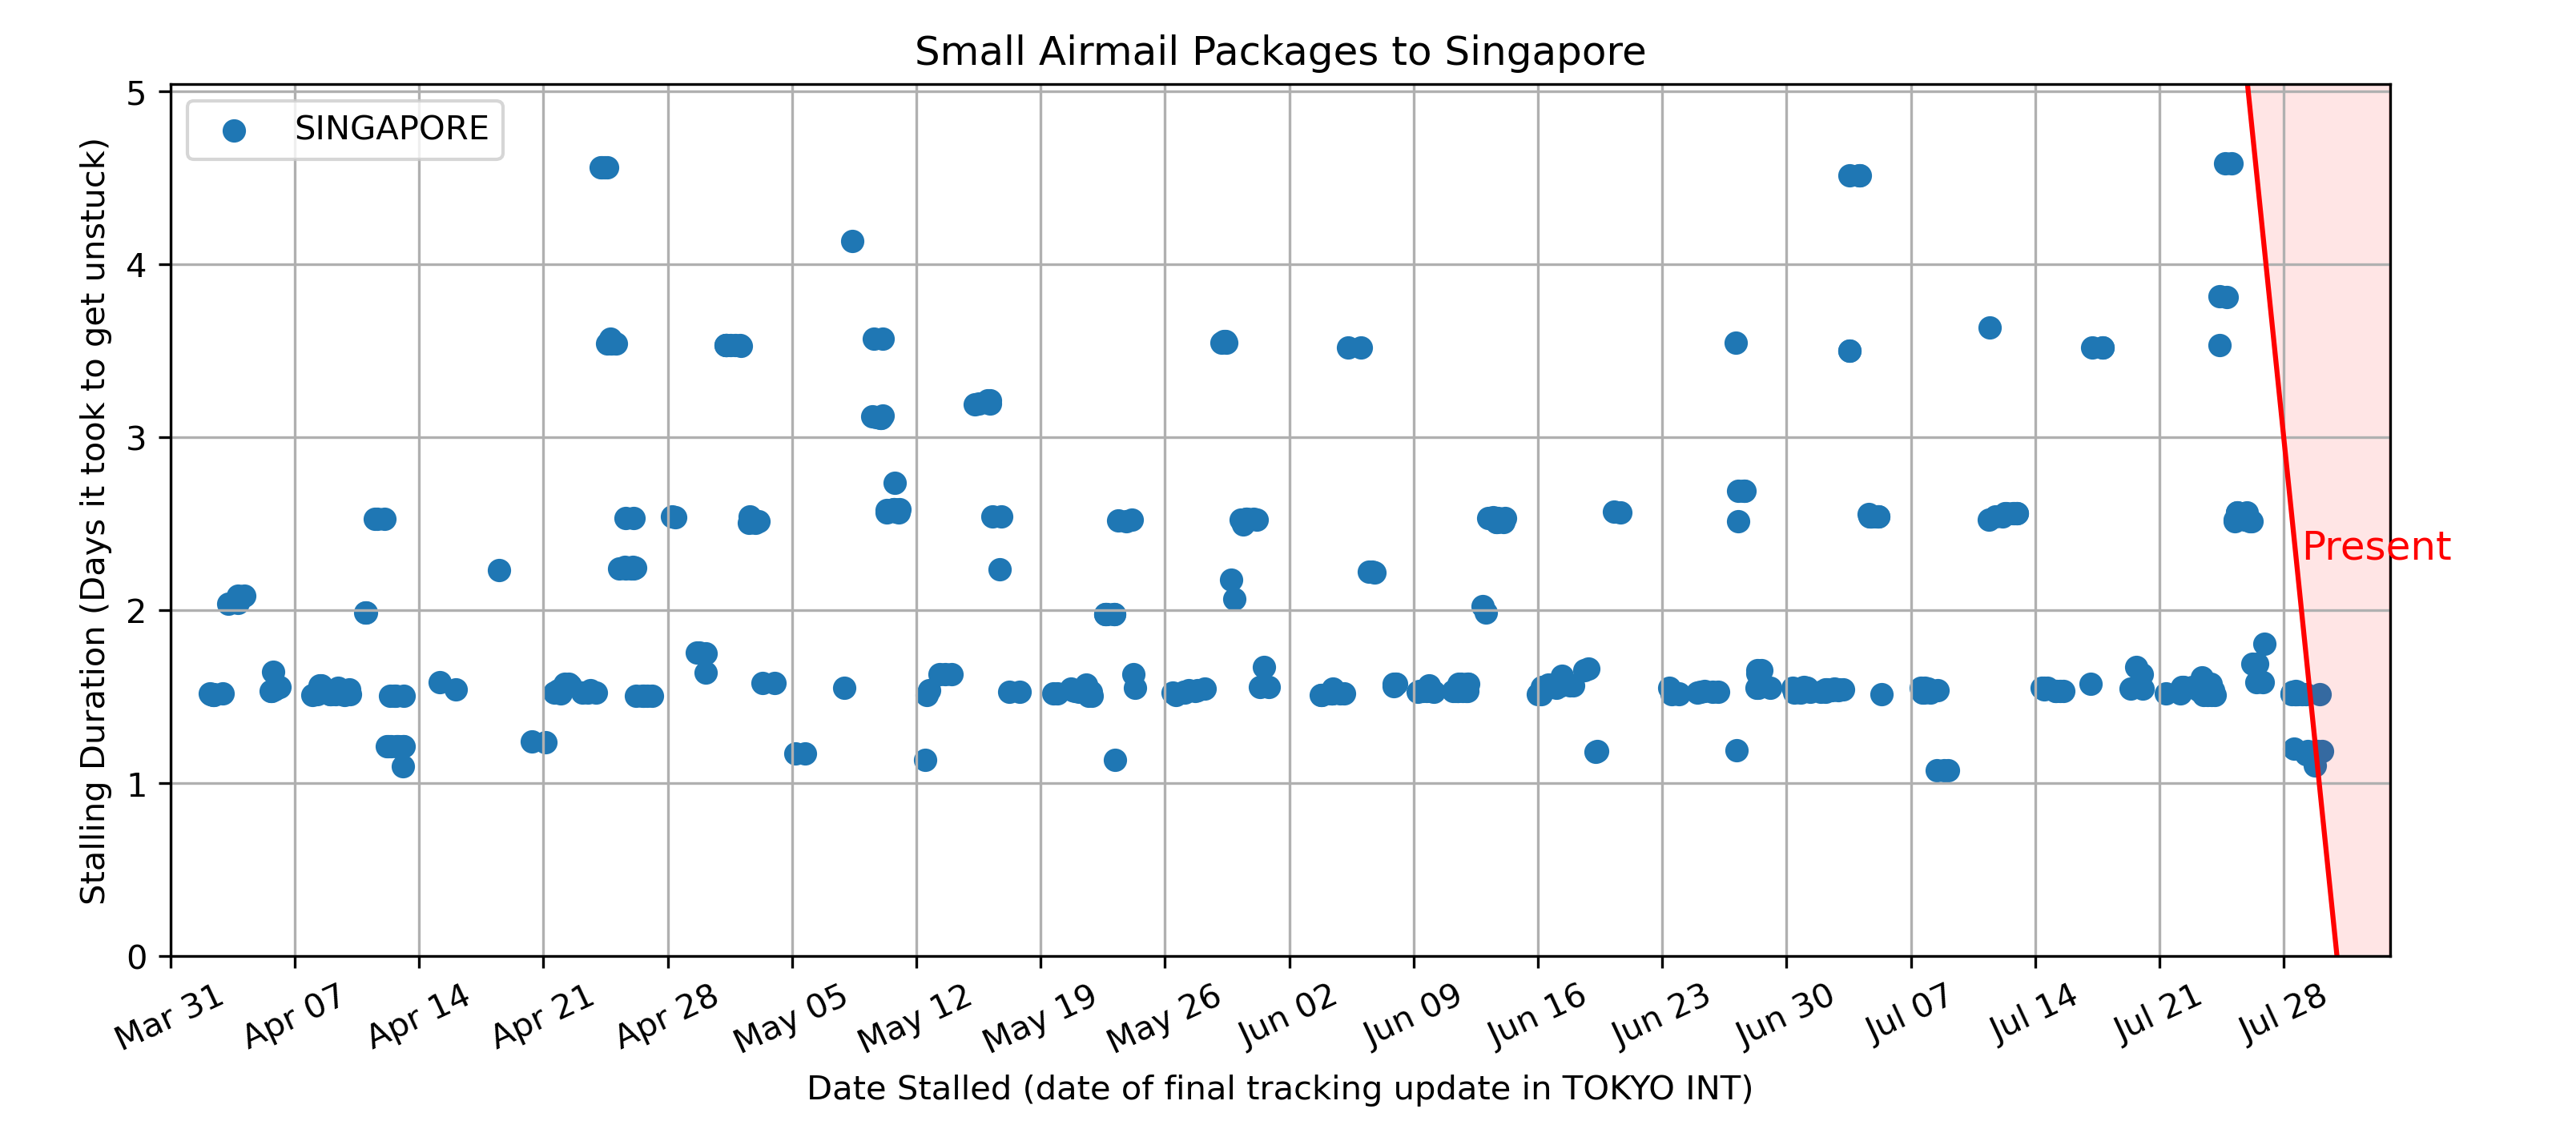 Small Airmail Packages to Singapore
SINGAPORE
Stalling Duration (Days it took to get unstuck)
5
4
3
2
1
0
Present
Mar 31
Apr 07
Apr 14
Apr 21
Apr 28
May 05
May 12
May 19
May 26
Jun 02
Jun 09
Jun 16
Jun 23
Jun 30
Jul 07
Jul 14
Jul 21
Jul 28
Date Stalled (date of final tracking update in TOKYO INT)